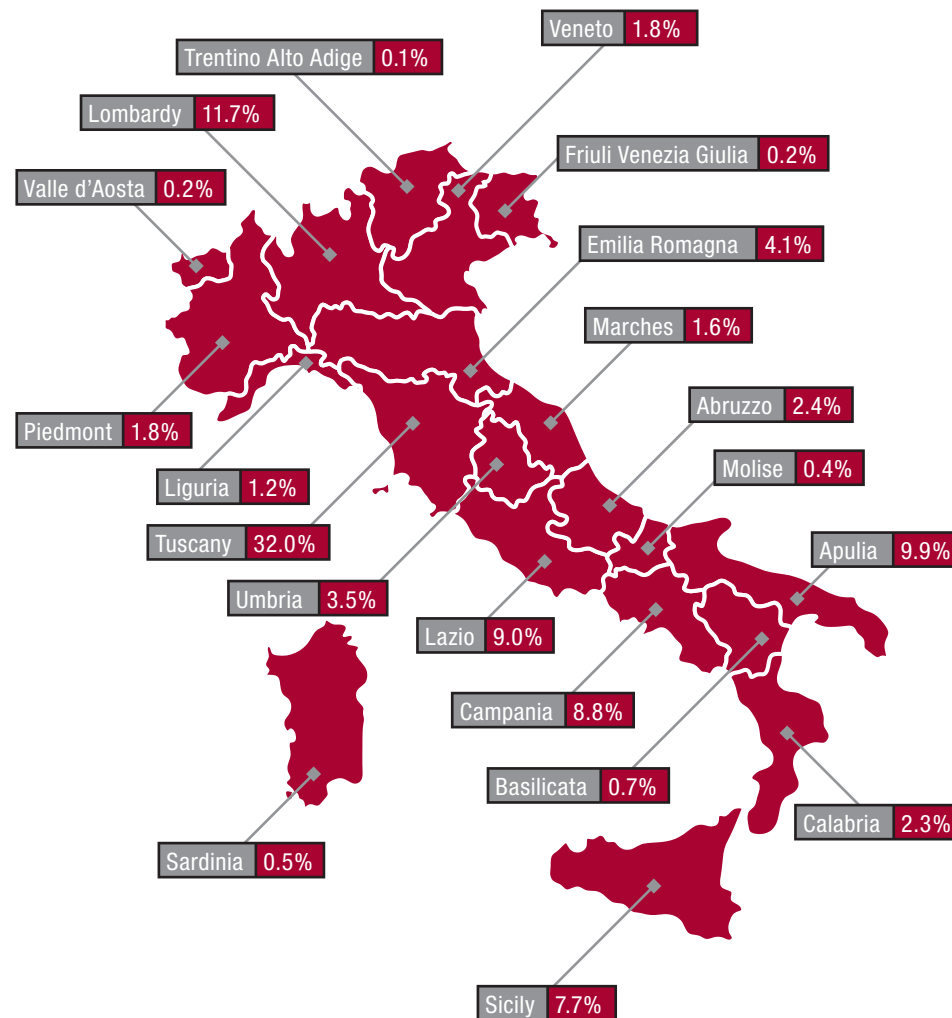 Veneto 1.8%
Trentino Alto Adige 0.1%
Lombardy 11.7%
Friuli Venezia Giulia 0.2%
Valle d’Aosta 0.2%
Emilia Romagna 4.1%
Marches 1.6%
Abruzzo 2.4%
Piedmont 1.8%
Molise 0.4%
Liguria 1.2%
Tuscany 32.0%
Apulia 9.9%
Umbria 3.5%
Lazio 9.0%
Campania 8.8%
Basilicata 0.7%
Calabria 2.3%
Sardinia 0.5%
Sicily 7.7%